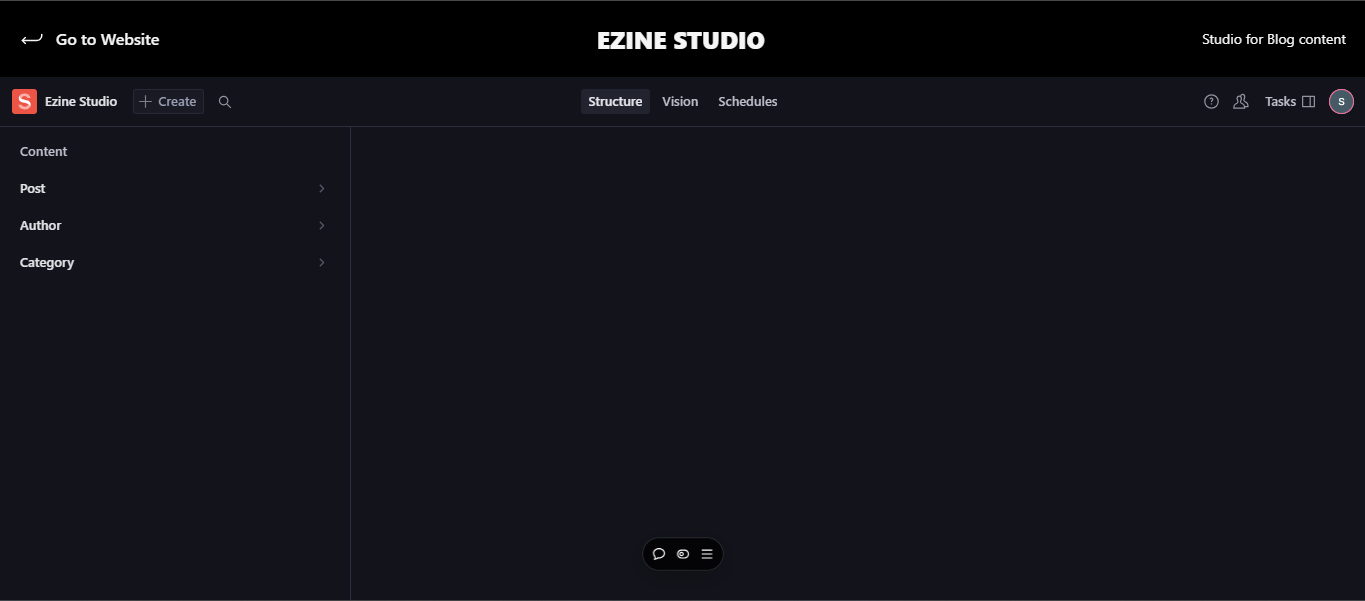 Go to Website
EZINE STUDIO
Studio for Blog content
S Ezine Studio
Create
Structure
Vision
Schedules
?
Tasks
S
Content
Post
Author
Category